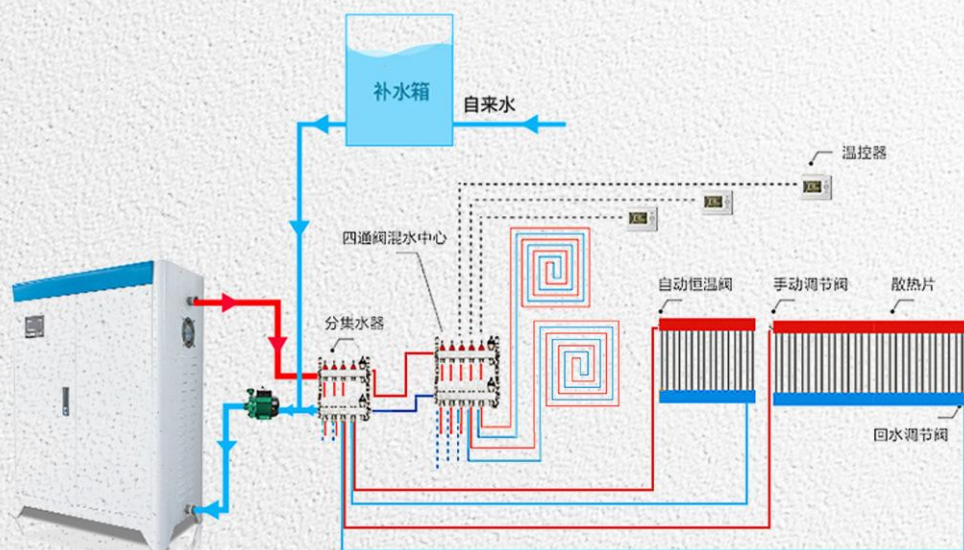 补水箱
自来水
温控器
四通阀混水中心
自动恒温阀
手动调节阀
散热片
分集水器
回水调节阀